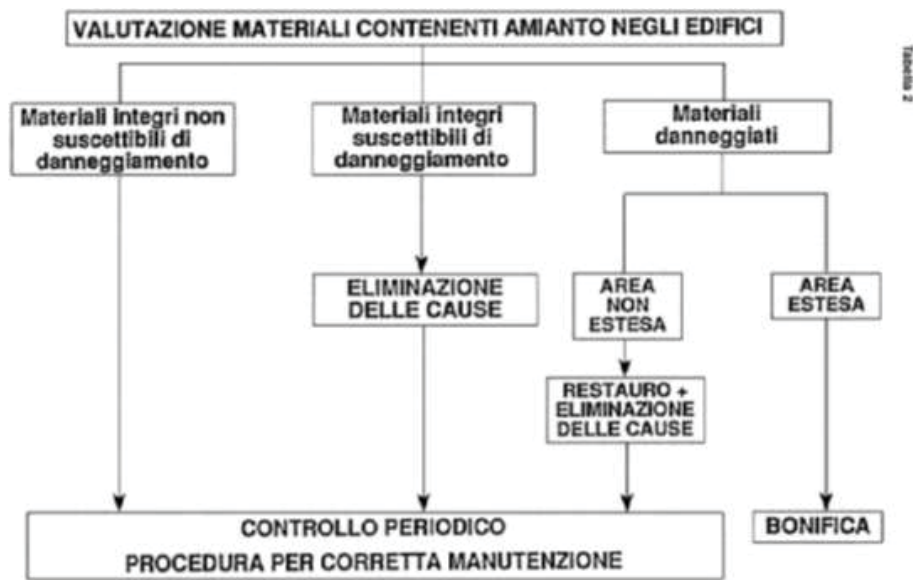 VALUTAZIONE MATERIALI CONTENENTI AMIANTO NEGLI EDIFICI
Tabella 2
Materiali integri non
suscettibili di
danneggiamento
Materiali integri
suscettibili di
danneggiamento
Materiali
danneggiati
ELIMINAZIONE
DELLE CAUSE
AREA
NON
ESTESA
AREA
ESTESA
RESTAURO +
ELIMINAZIONE
DELLE CAUSE
CONTROLLO PERIODICO
PROCEDURA PER CORRETTA MANUTENZIONE
BONIFICA